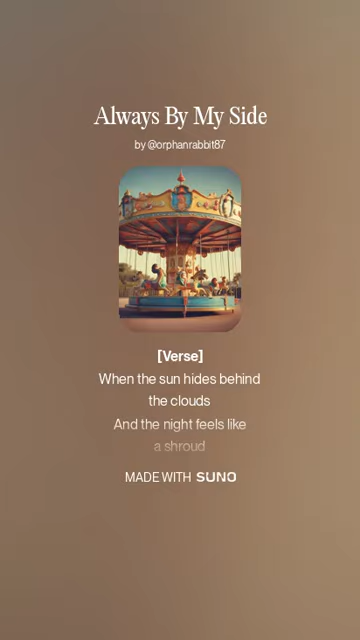 Always By My Side
by @orphanrabbit87
[Verse]
When the sun hides behind
the clouds
And the night feels like
a shroud
MADE WITH SUNO